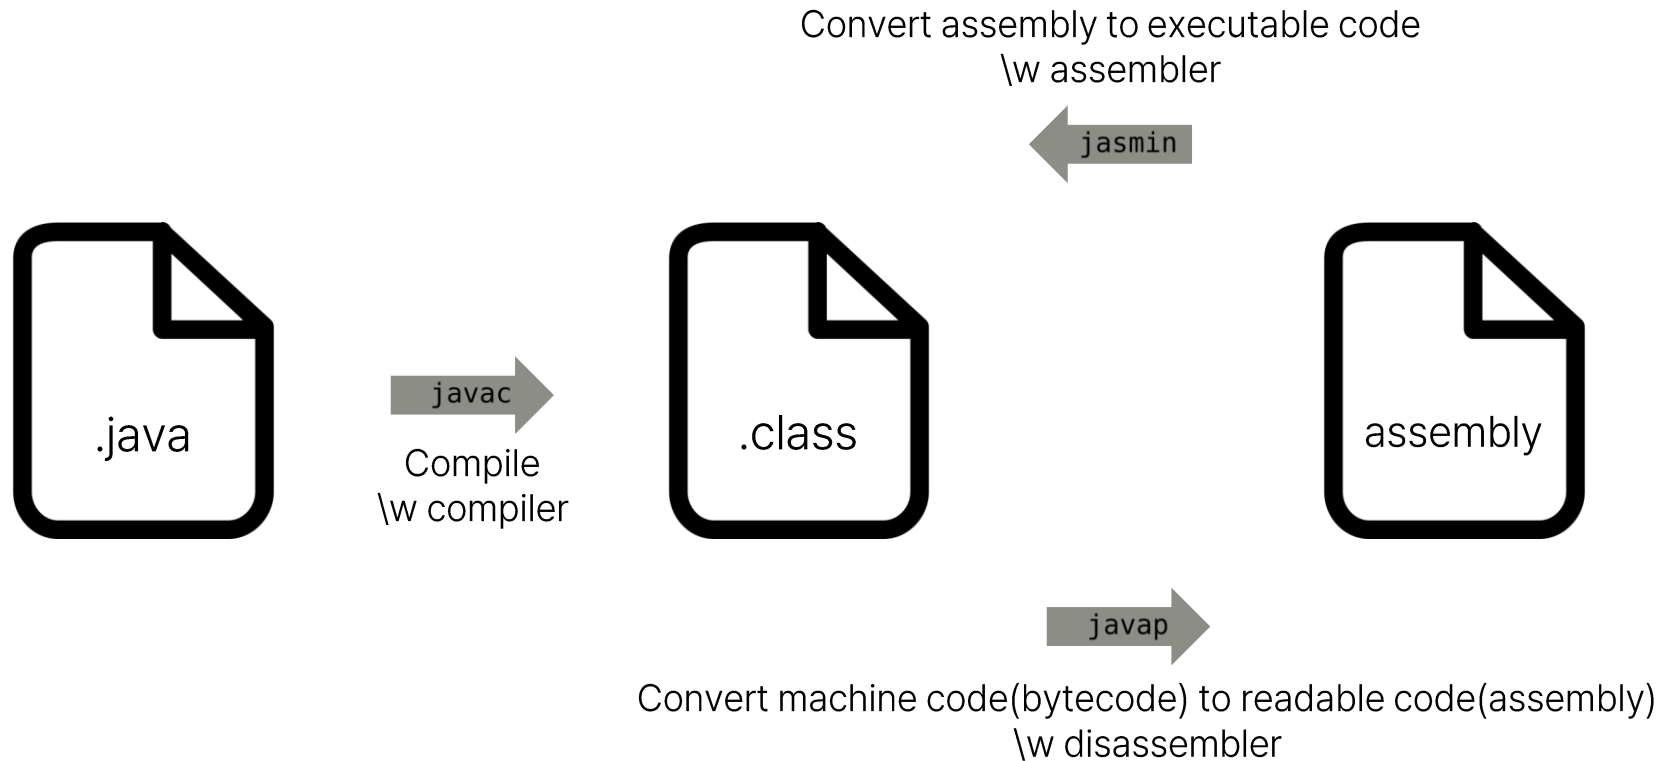 Convert assembly to executable code
\w assembler
jasmin
.java
javac
Compile
\w compiler
.class
assembly
javap
Convert machine code(bytecode) to readable code(assembly)
\w disassembler